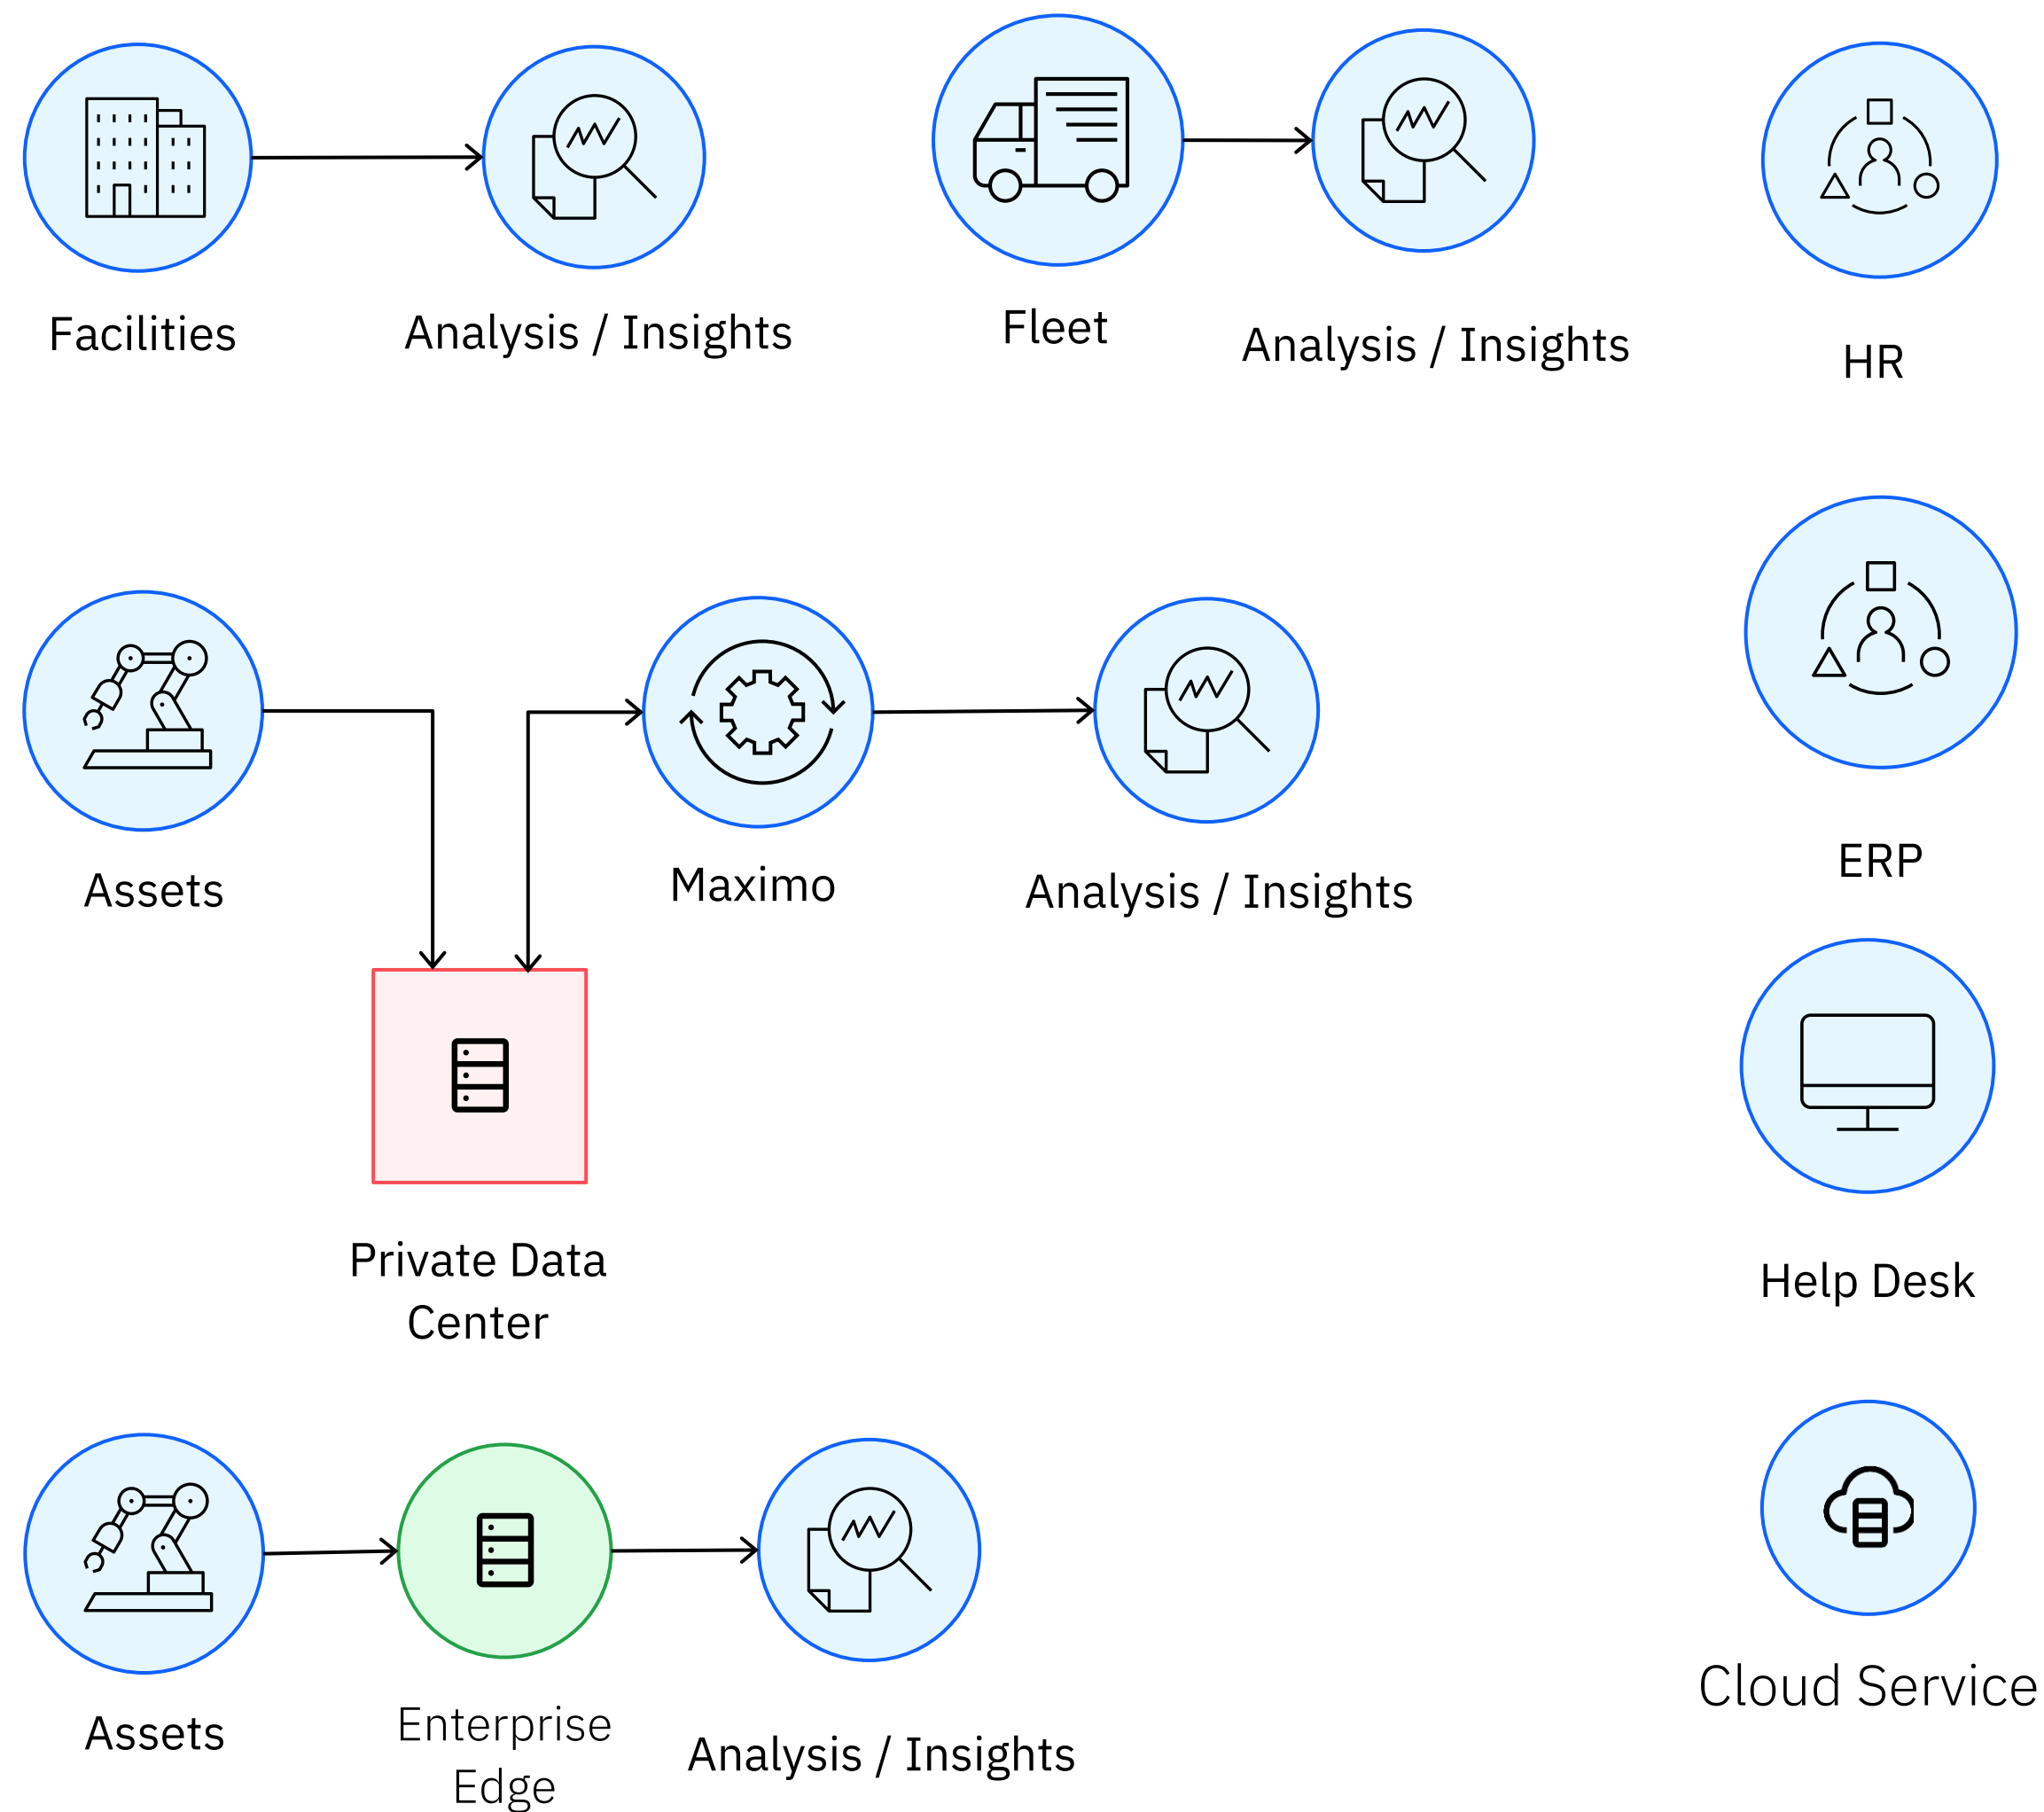 Facilities
Analysis / Insights
Fleet
Analysis / Insights
HR
Assets
Maximo
Analysis / Insights
ERP
Private Data
Center
Help Desk
Assets
Enterprise
Edge
Analysis / Insights
Cloud Services